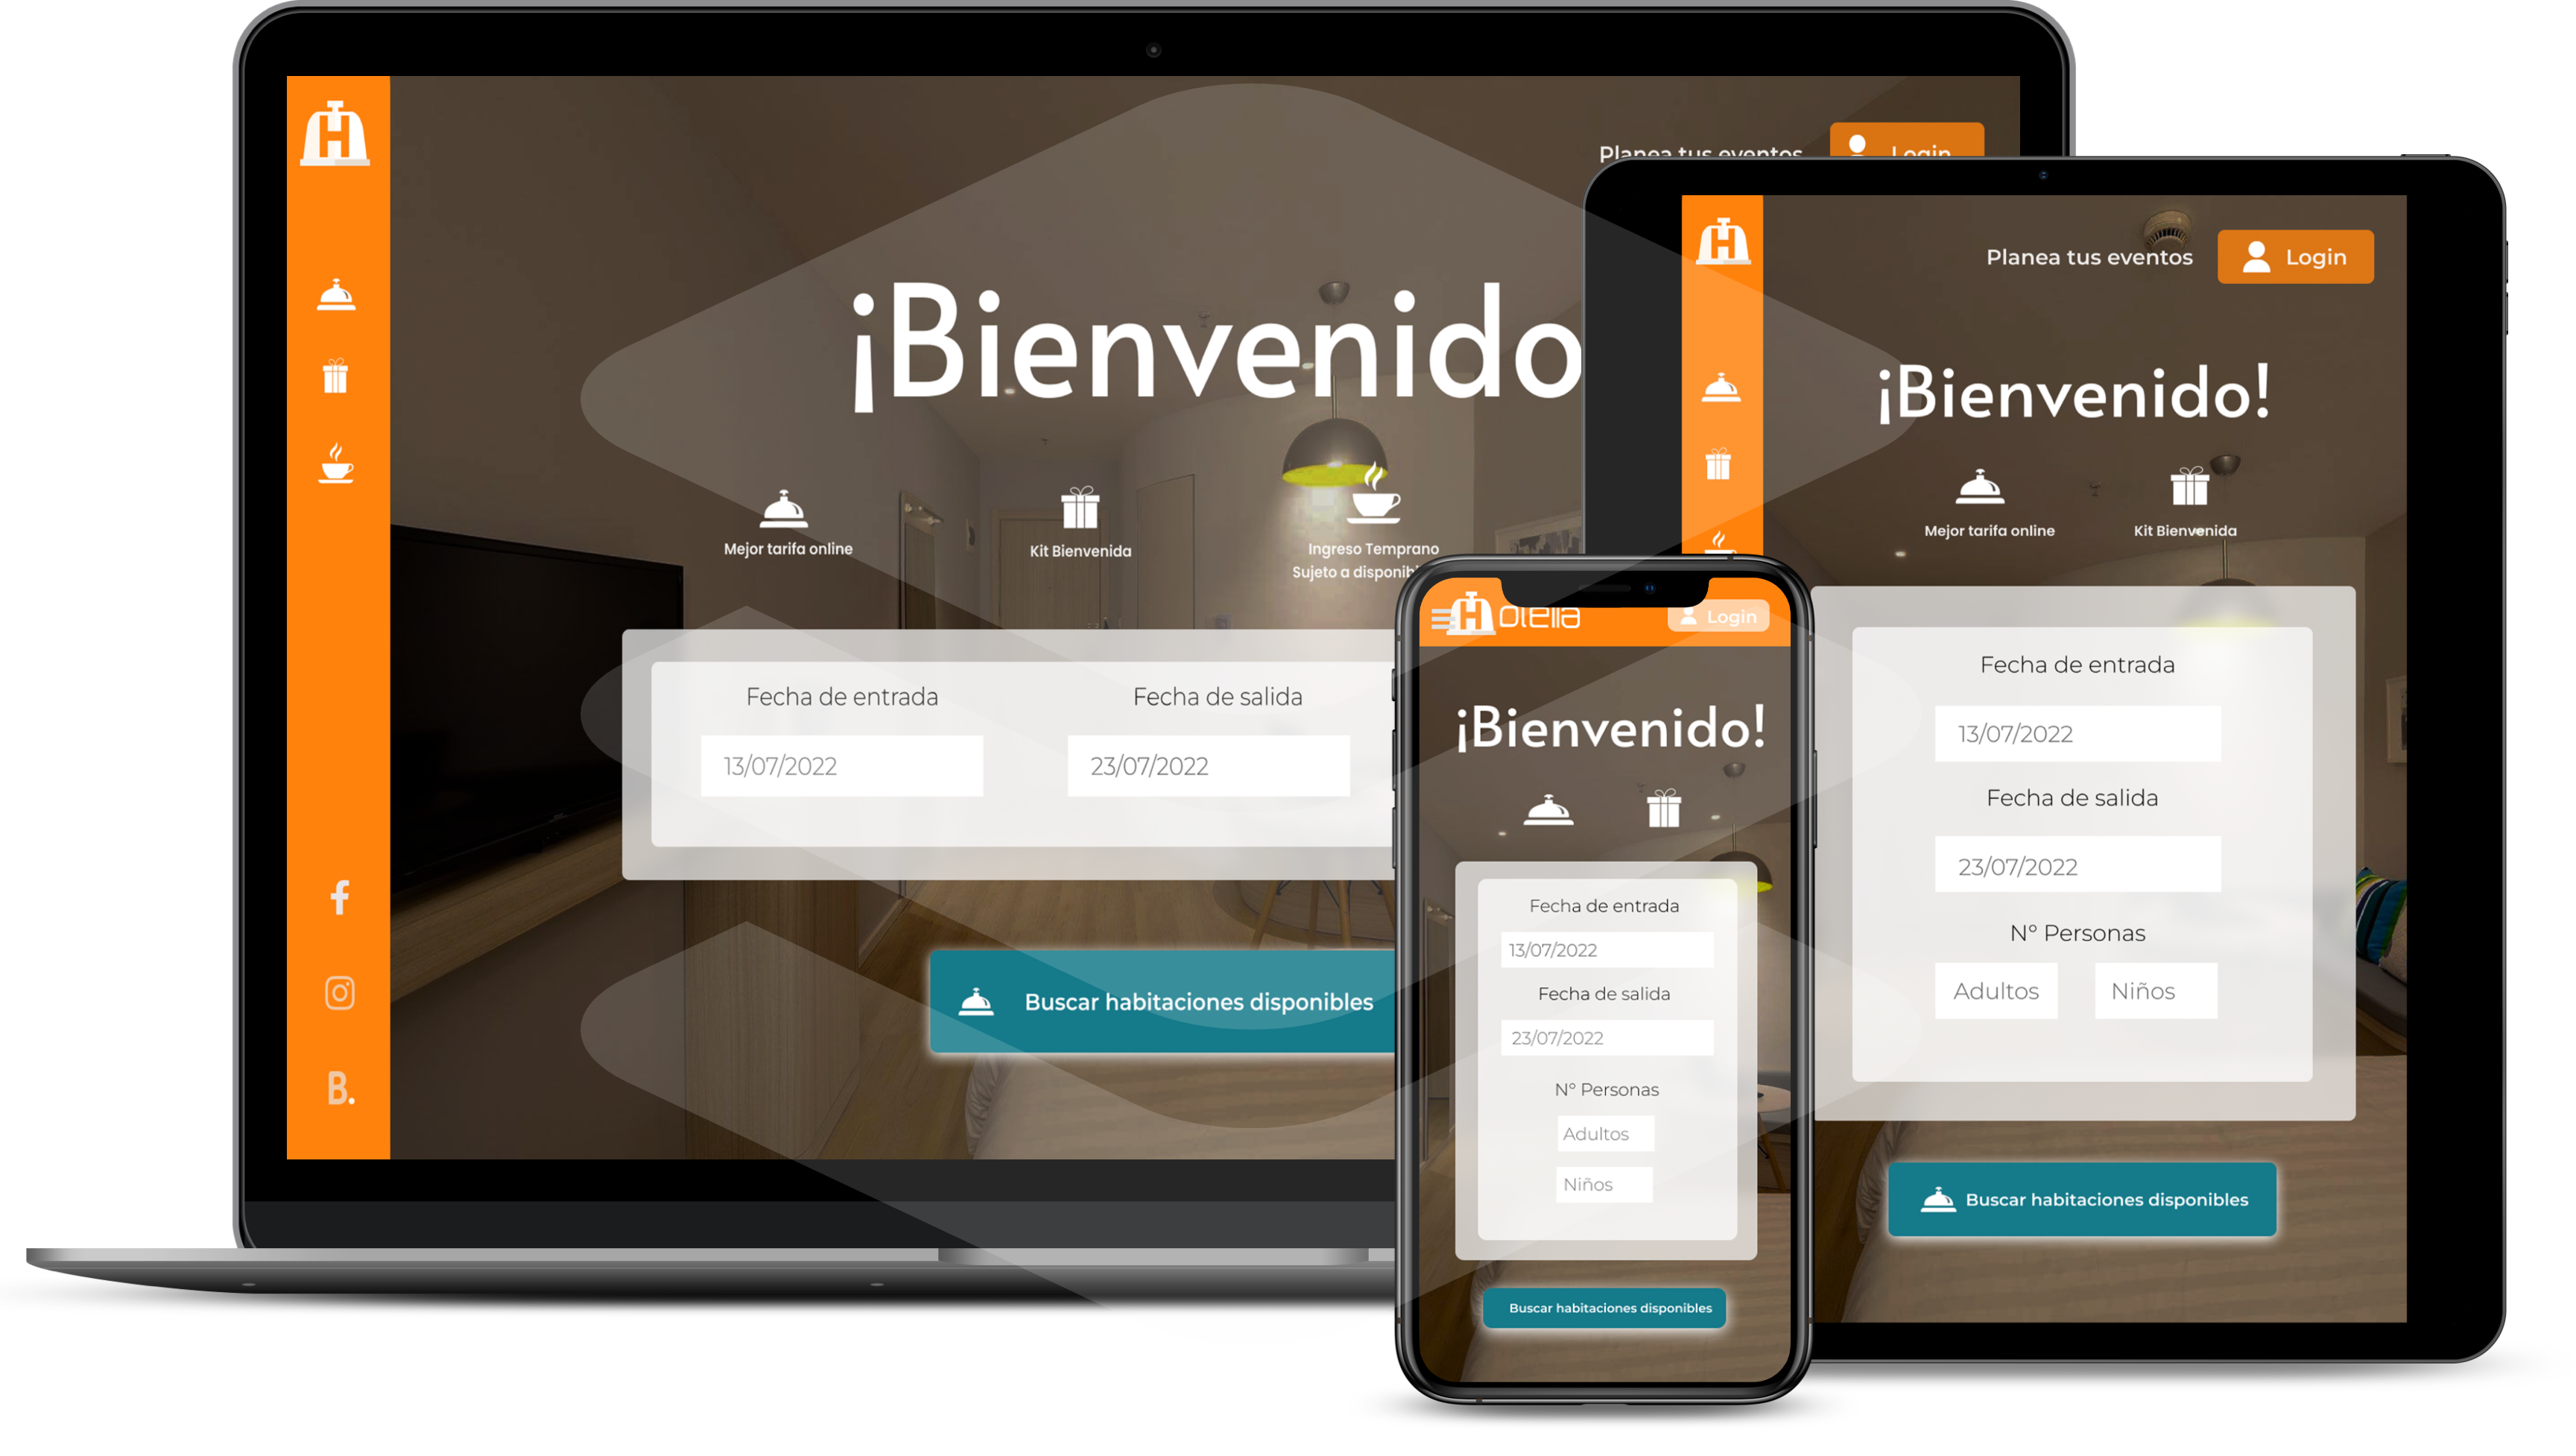 H
Planea tus eventos
Login
¡Bienvenido
Mejor tarifa online
Kit Bienvenida
Ingreso Temprano
Sujeto a
Fecha de entrada
Fecha de salida
13/07/2022
23/07/2022
Buscar habitaciones disponibles
B.
H
Planea tus eventos
Login
¡Bienvenido!
Mejor tarifa online
Kit Bienvenida
Fecha de entrada
13/07/2022
Fecha de salida
23/07/2022
N° Personas
Adultos
Niños
Buscar habitaciones disponibles
Hotelia
Login
¡Bienvenido!
Fecha de entrada
13/07/2022
Fecha de salida
23/07/2022
N° Personas
Adultos
Niños
Buscar habitaciones disponibles